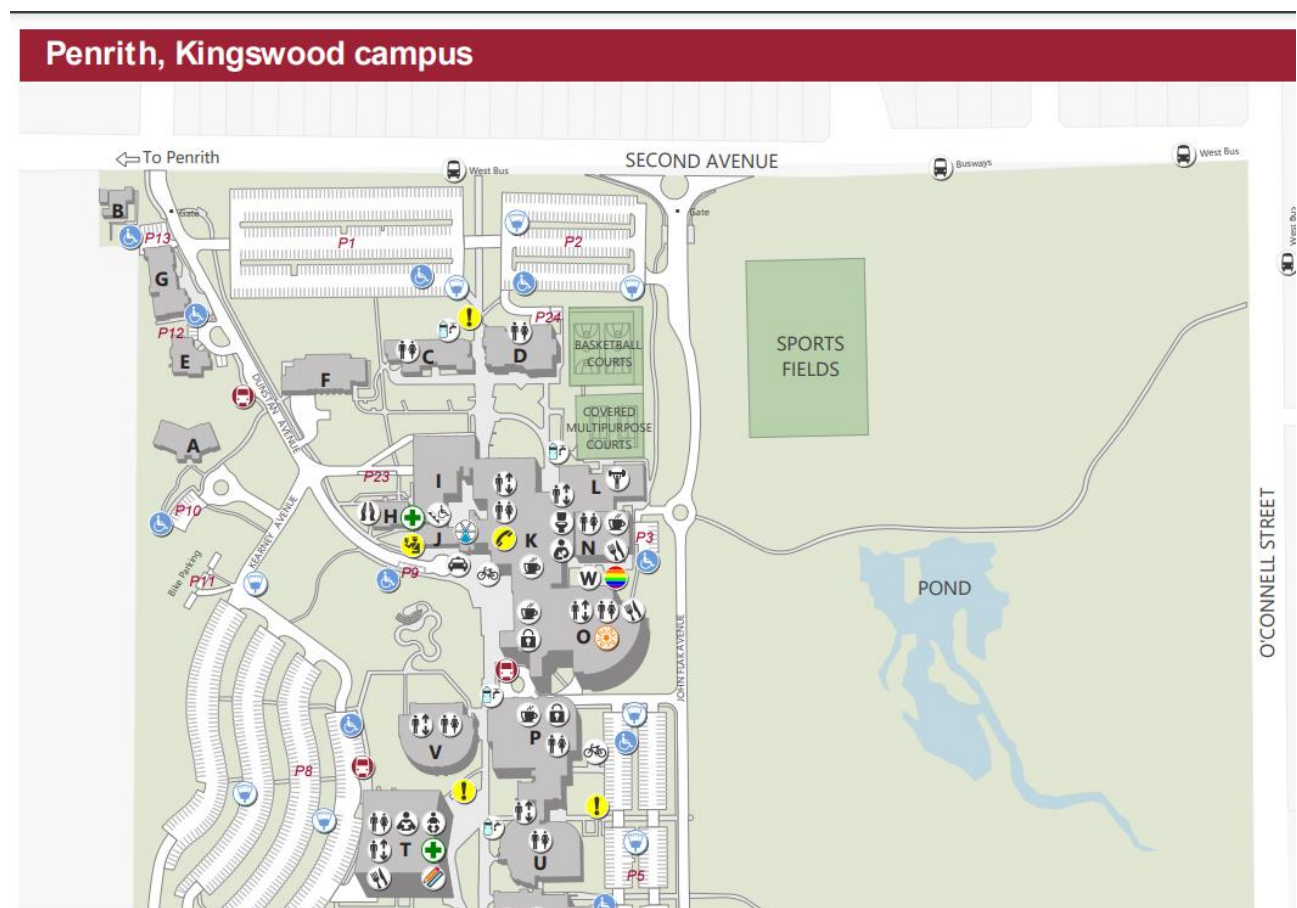 Penrith, Kingswood campus
To Penrith
SECOND AVENUE
West Bus
Busways
West Bus
B
Gate
Gate
West Bus
P13
P1
P2
G
P12
P24
E
C
D
BASKETBALL
COURTS
SPORTS
FIELDS
F
DUNSTAN AVENUE
COVERED
MULTIPURPOSE
COURTS
A
P23
I
L
P10
H
J
K
N
P3
KEARNEY AVENUE
Bike Parking
P11
P9
W
POND
O'CONNELL STREET
O
JOHN FLAK AVENUE
V
P
P8
T
U
P5